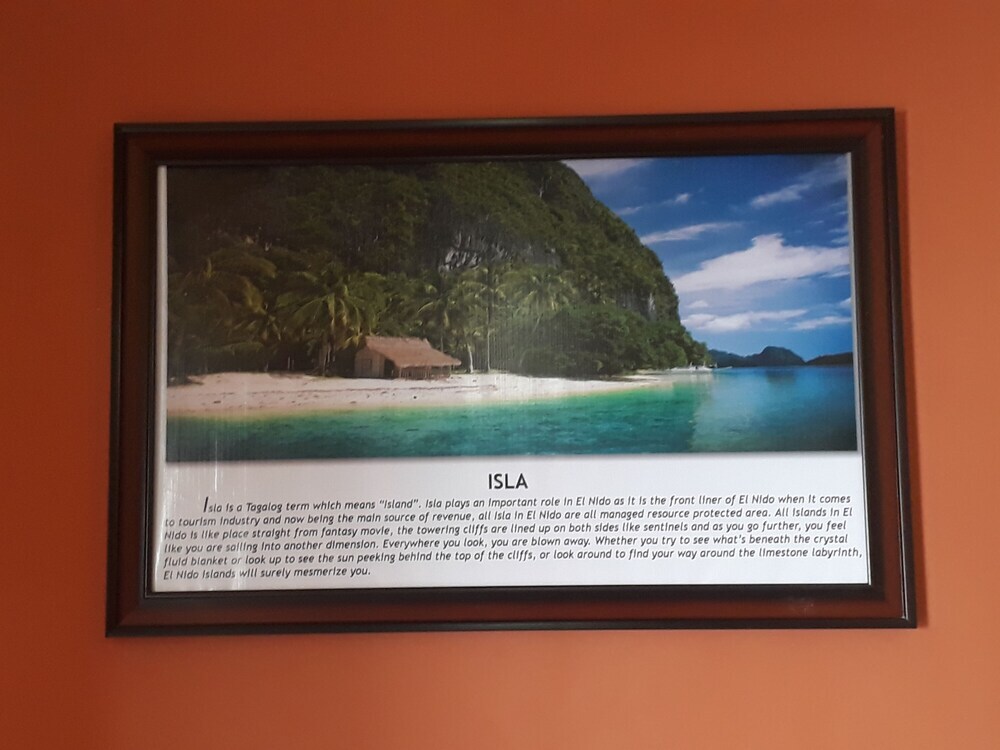 ISLA
Isla is a Tagalog term which means "island". Isla plays an important role in El Nido as it is the front liner of El Nido when it comes
to tourism industry and now being the main source of revenue, all isla in El Nido are all managed resource protected area. All islands in El
Nido is like place straight from fantasy movie, the towering cliffs are lined up on both sides like sentinels and as you go further, you feel
like you are sailing into another dimension. Everywhere you look, you are blown away. Whether you try to see what's beneath the crystal
fluid blanket or look up to see the sun peeking behind the top of the cliffs, or look around to find your way around the limestone labyrinth,
El Nido islands will surely mesmerize you.